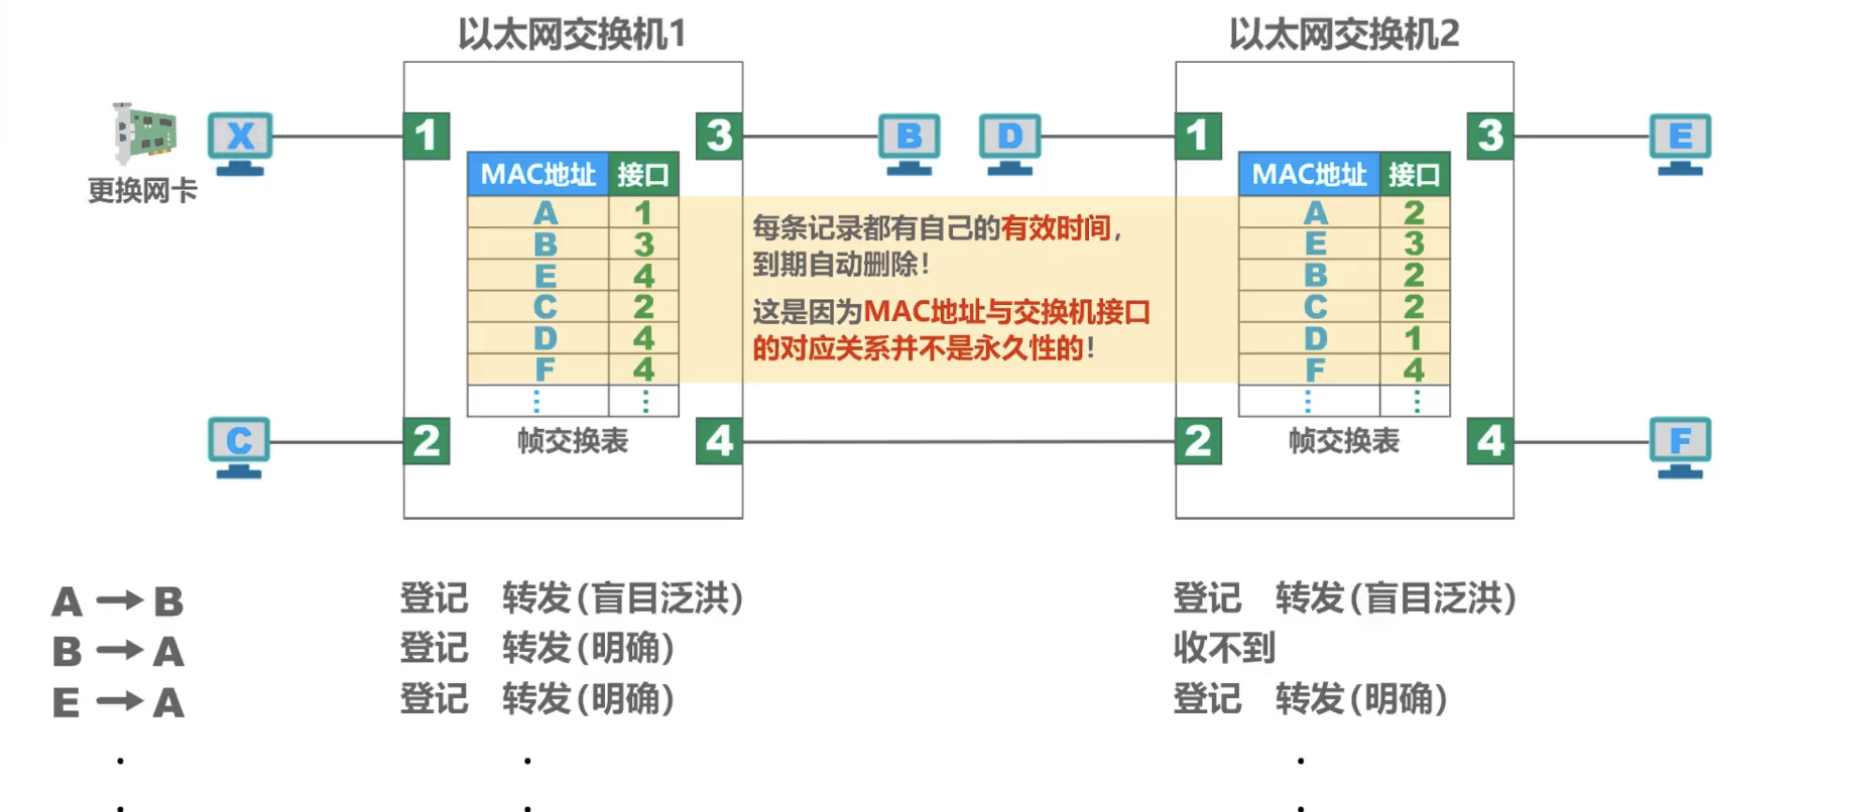 以太网交换机1
以太网交换机2
更换网卡
X
1
3
B
D
1
3
E
MAC地址 接口
A 1
B 3
E 4
C 2
D 4
F 4
⋮ ⋮
帧交换表
每条记录都有自己的有效时间，
到期自动删除！
这是因为MAC地址与交换机接口
的对应关系并不是永久性的！
MAC地址 接口
A 2
E 3
B 2
C 2
D 1
F 4
⋮ ⋮
帧交换表
C
2
4
2
4
F
A → B 登记 转发(盲目泛洪) 登记 转发(盲目泛洪)
B → A 登记 转发(明确) 收不到
E → A 登记 转发(明确) 登记 转发(明确)